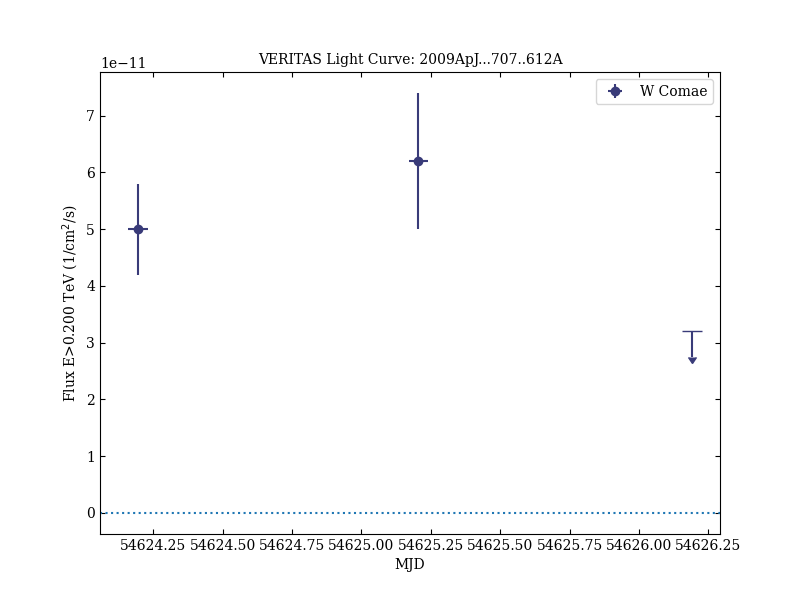 VERITAS Light Curve: 2009ApJ...707..612A
1e−11
W Comae
7
6
5
4
3
2
1
0
Flux E>0.200 TeV (1/cm²/s)
54624.25 54624.50 54624.75 54625.00 54625.25 54625.50 54625.75 54626.00 54626.25
MJD